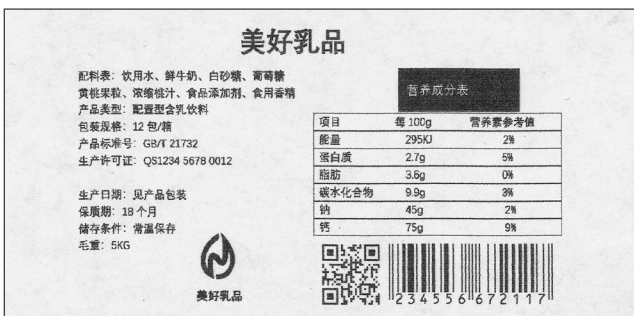 美好乳品
配料表：饮用水、鲜牛奶、白砂糖、葡萄糖
黄桃果粒、浓缩桃汁、食品添加剂、食用香精
产品类型：配置型含乳饮料
包装规格：12 包/箱
产品标准号：GB/T 21732
生产许可证：QS1234 5678 0012
生产日期：见产品包装
保质期：18 个月
储存条件：常温保存
毛重：5KG
美好乳品
营养成分表
项目 每 100g 营养素参考值
能量 295KJ 2%
蛋白质 2.7g 5%
脂肪 3.6g 0%
碳水化合物 9.9g 3%
钠 45g 2%
钙 75g 9%
234556 672117